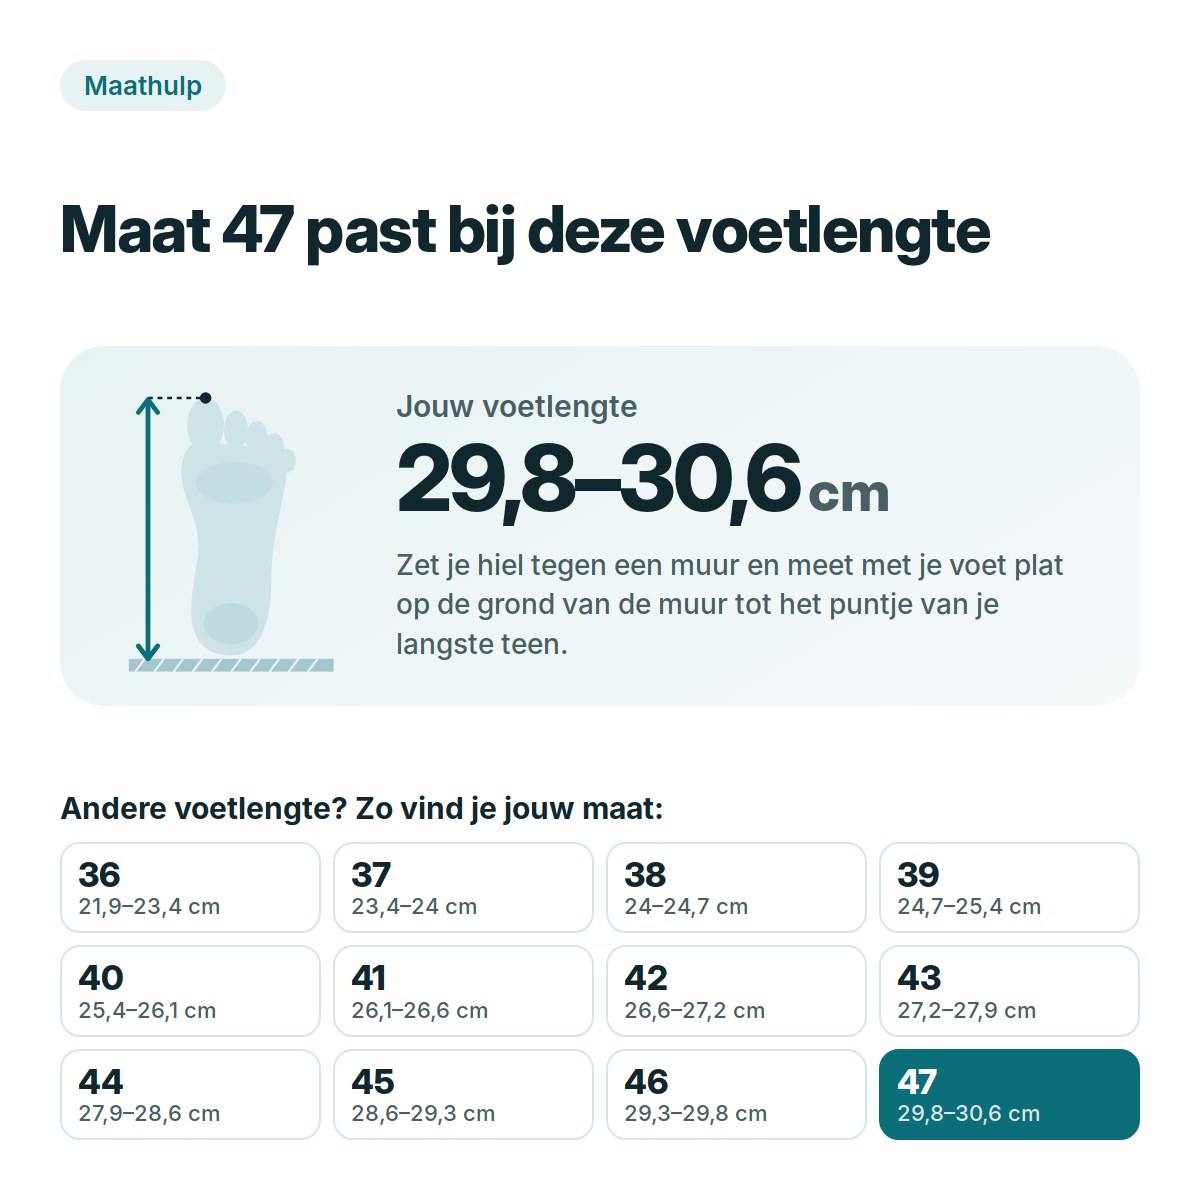 Maathulp
Maat 47 past bij deze voetlengte
Jouw voetlengte
29,8–30,6 cm
Zet je hiel tegen een muur en meet met je voet plat
op de grond van de muur tot het puntje van je
langste teen.
Andere voetlengte? Zo vind je jouw maat:
36
21,9–23,4 cm
37
23,4–24 cm
38
24–24,7 cm
39
24,7–25,4 cm
40
25,4–26,1 cm
41
26,1–26,6 cm
42
26,6–27,2 cm
43
27,2–27,9 cm
44
27,9–28,6 cm
45
28,6–29,3 cm
46
29,3–29,8 cm
47
29,8–30,6 cm